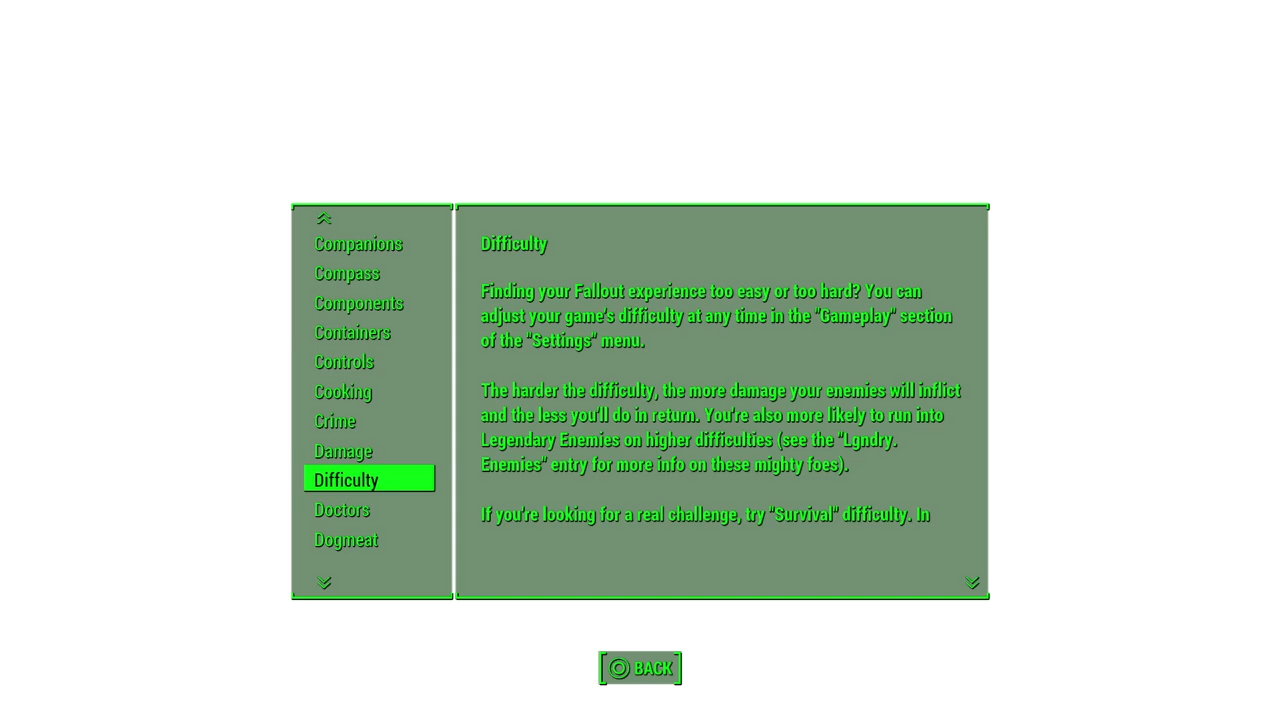 Companions
Compass
Components
Containers
Controls
Cooking
Crime
Damage
Difficulty
Doctors
Dogmeat
Difficulty
Finding your Fallout experience too easy or too hard? You can
adjust your game's difficulty at any time in the "Gameplay" section
of the "Settings" menu.
The harder the difficulty, the more damage your enemies will inflict
and the less you'll do in return. You're also more likely to run into
Legendary Enemies on higher difficulties (see the "Lgndry.
Enemies" entry for more info on these mighty foes).
If you're looking for a real challenge, try "Survival" difficulty. In
BACK